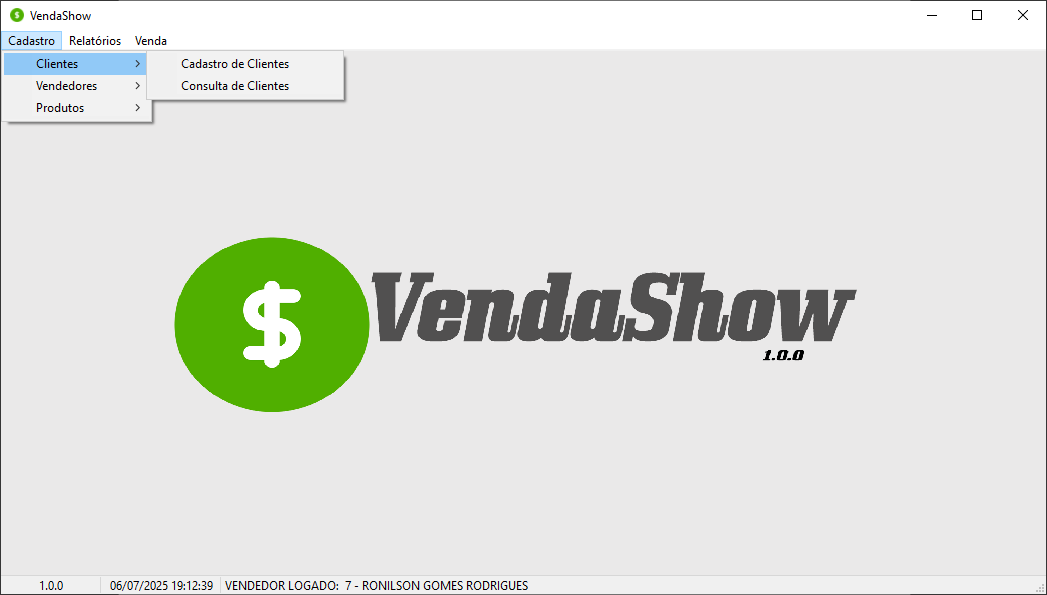 VendaShow
Cadastro Relatórios Venda
Clientes
Vendedores
Produtos
Cadastro de Clientes
Consulta de Clientes
$
VendaShow
1.0.0
1.0.0 06/07/2025 19:12:39 VENDEDOR LOGADO: 7 - RONILSON GOMES RODRIGUES